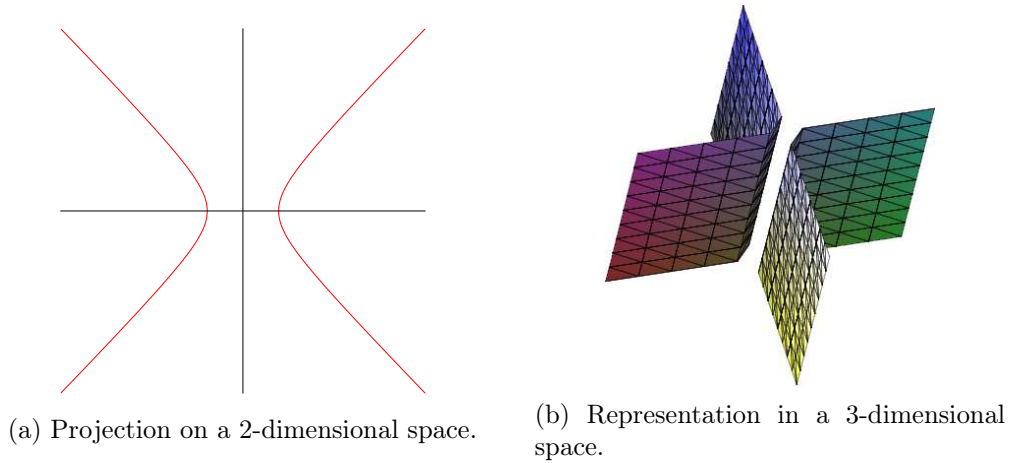 (a) Projection on a 2-dimensional space.
(b) Representation in a 3-dimensional
space.